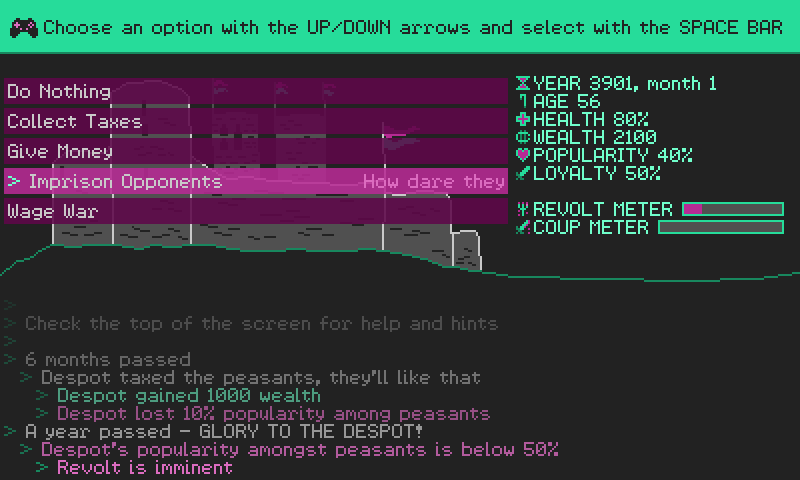 Choose an option with the UP/DOWN arrows and select with the SPACE BAR
Do Nothing
Collect Taxes
Give Money
> Imprison Opponents How dare they
Wage War
YEAR 3901, month 1
AGE 56
HEALTH 80%
WEALTH 2100
POPULARITY 40%
LOYALTY 50%
REVOLT METER
COUP METER
>
> Check the top of the screen for help and hints
>
> 6 months passed
> Despot taxed the peasants, they'll like that
> Despot gained 1000 wealth
> Despot lost 10% popularity among peasants
> A year passed - GLORY TO THE DESPOT!
> Despot's popularity amongst peasants is below 50%
> Revolt is imminent